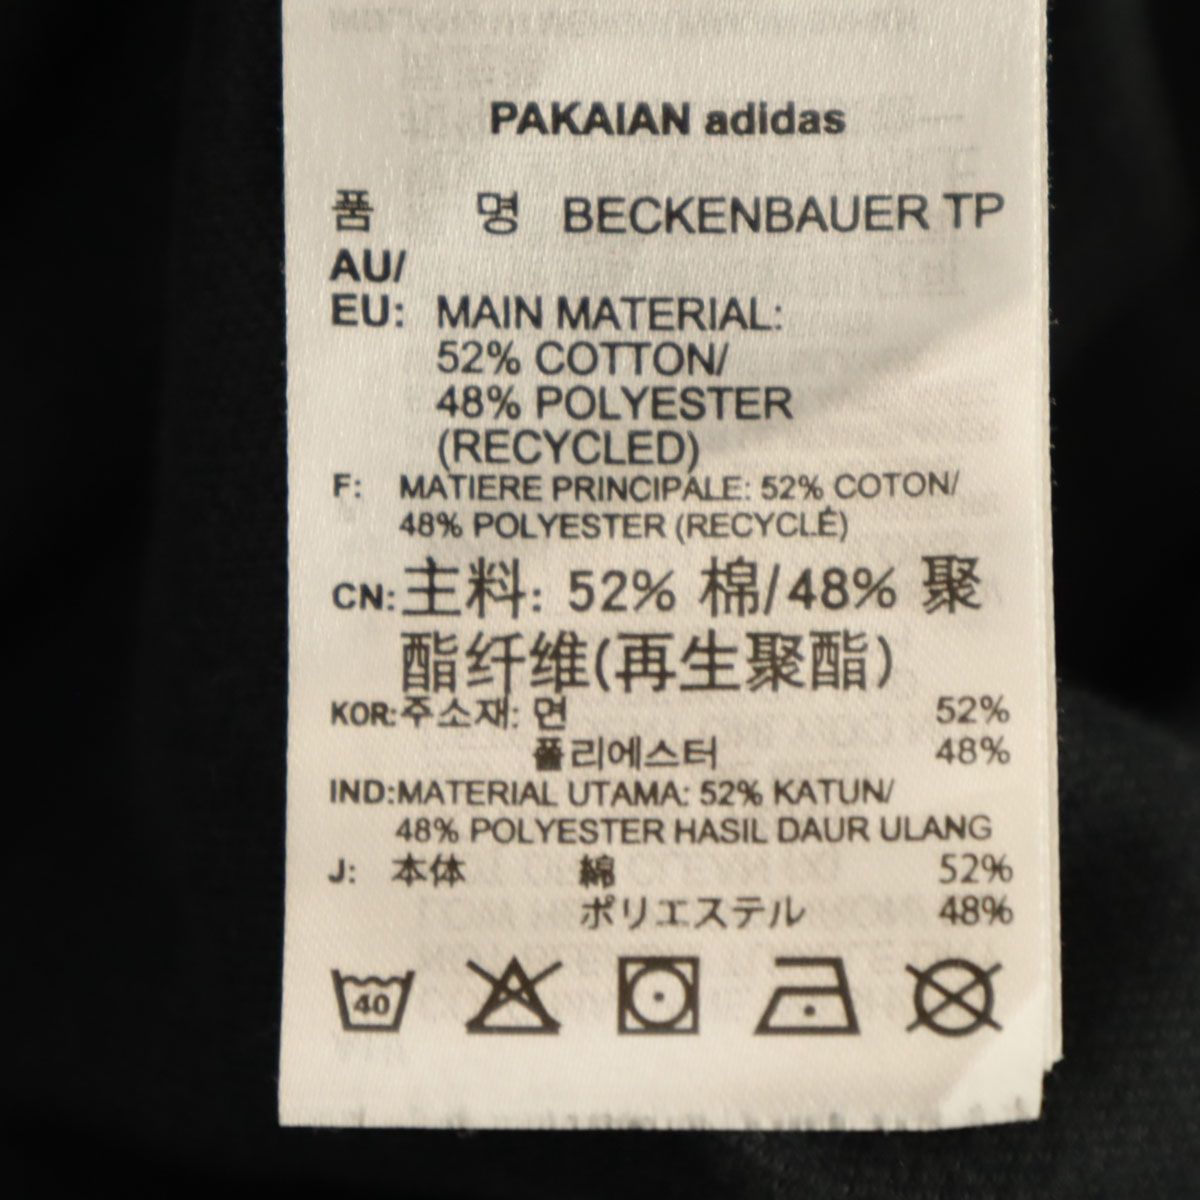 PAKAIAN adidas
품 명 BECKENBAUER TP
AU/
EU: MAIN MATERIAL:
52% COTTON/
48% POLYESTER
(RECYCLED)
F: MATIERE PRINCIPALE: 52% COTON/
48% POLYESTER (RECYCLÉ)
CN: 主料: 52% 棉/48% 聚
酯纤维(再生聚酯)
KOR: 주소재: 면 52%
폴리에스터 48%
IND: MATERIAL UTAMA: 52% KATUN/
48% POLYESTER HASIL DAUR ULANG
J: 本体 綿 52%
ポリエステル 48%
40